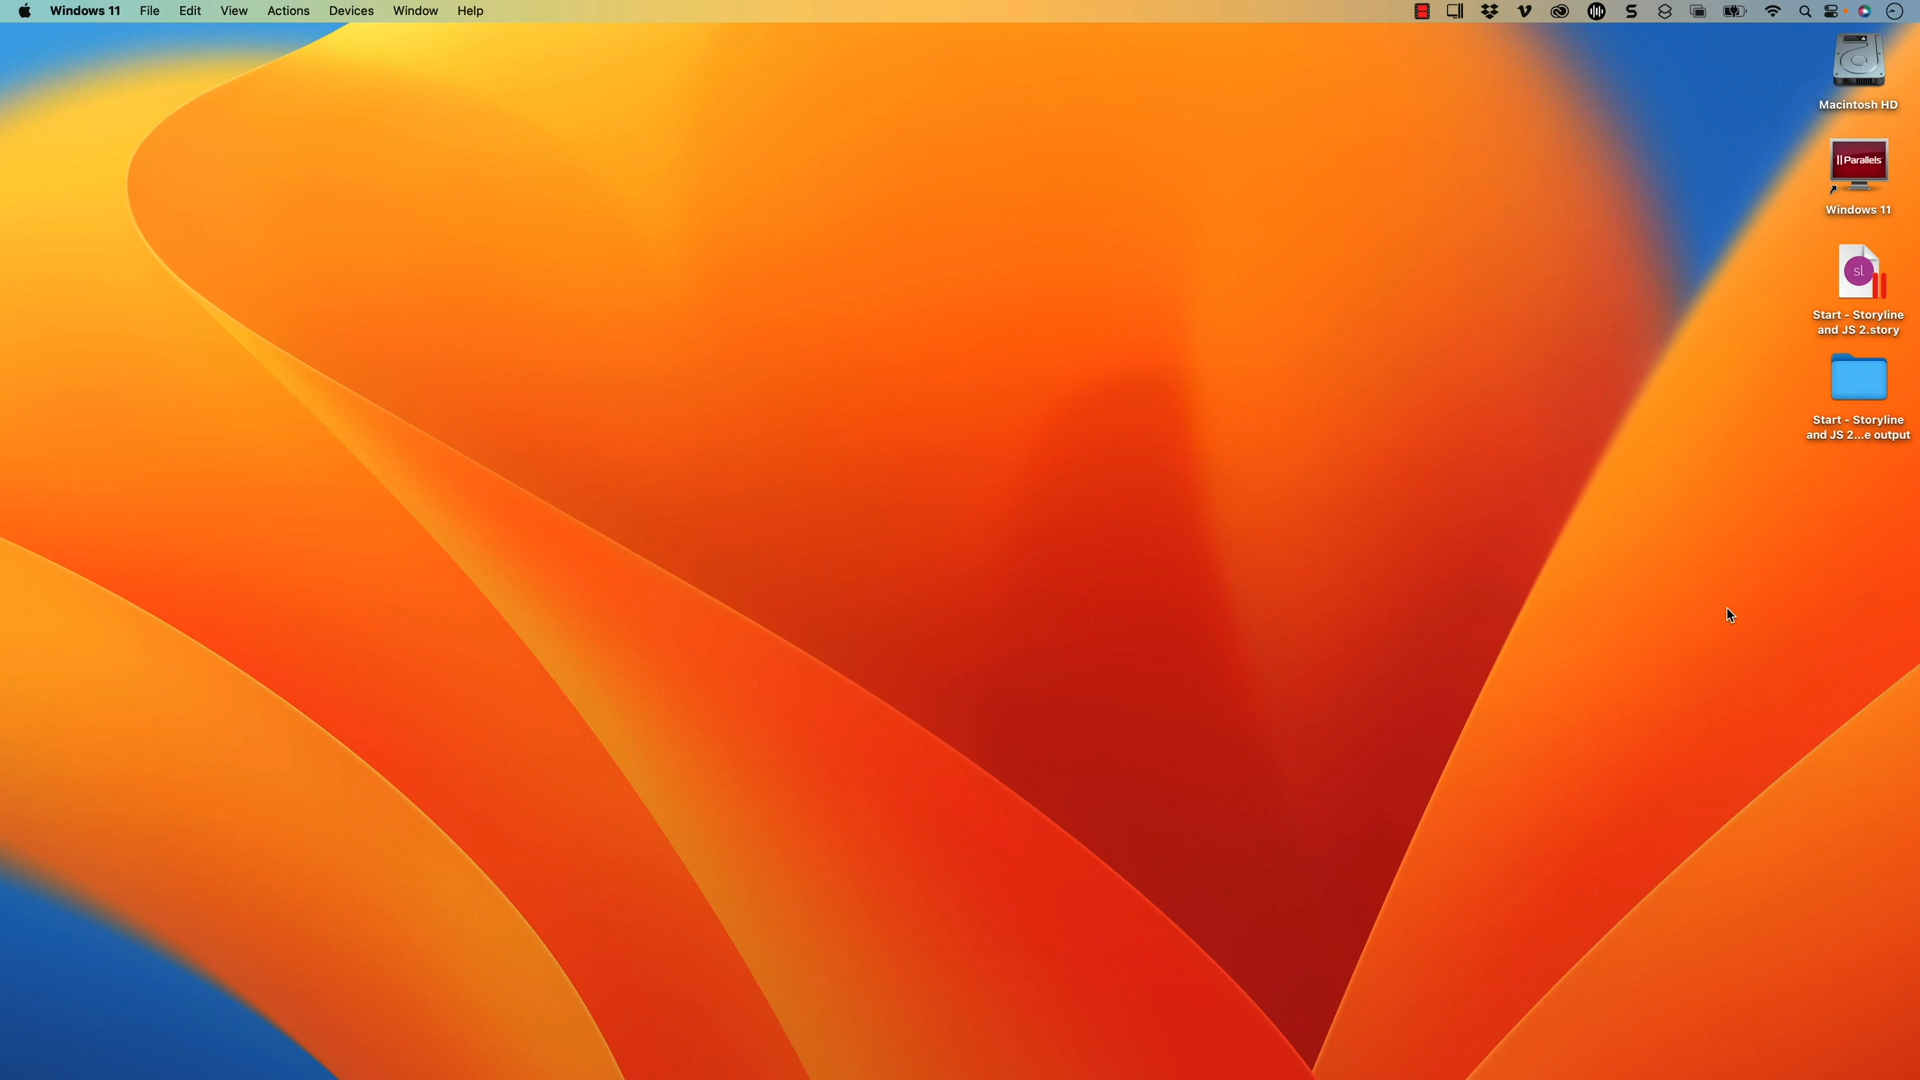 Windows 11 File Edit View Actions Devices Window Help
Macintosh HD
|| Parallels
Windows 11
sl
Start - Storyline
and JS 2.story
Start - Storyline
and JS 2...e output